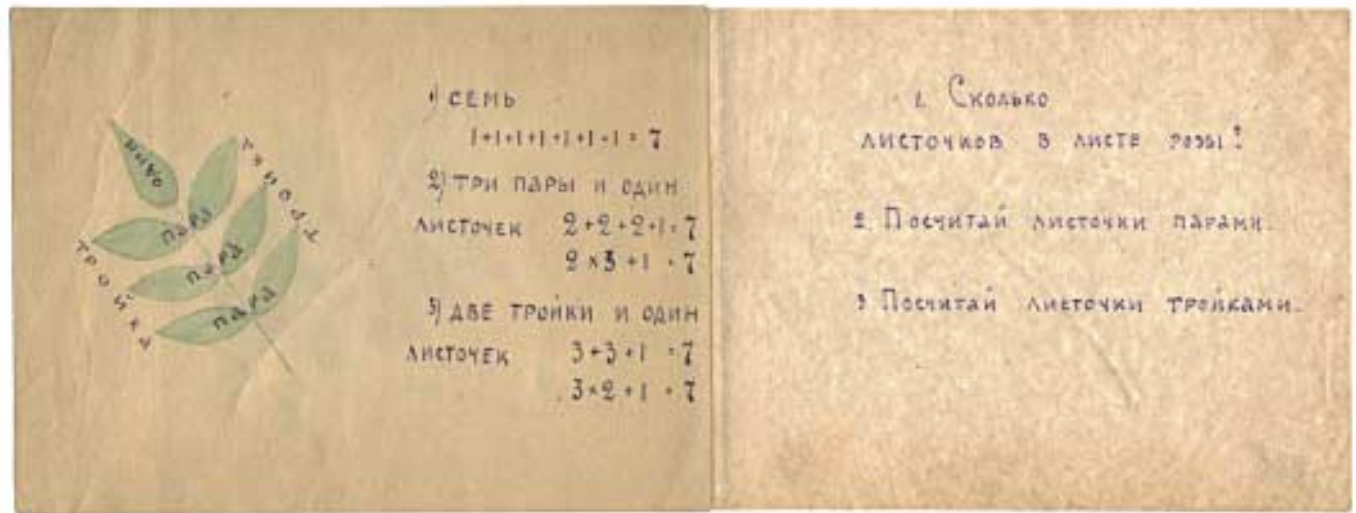 один
пара
пара
пара
тройка
тройка
1) семь
1+1+1+1+1+1+1=7
2) три пары и один
листочек 2+2+2+1=7
2×3+1=7
3) две тройки и один
листочек 3+3+1=7
3×2+1=7
1. Сколько
листочков в листе розы?
2. Посчитай листочки парами.
3. Посчитай листочки тройками.